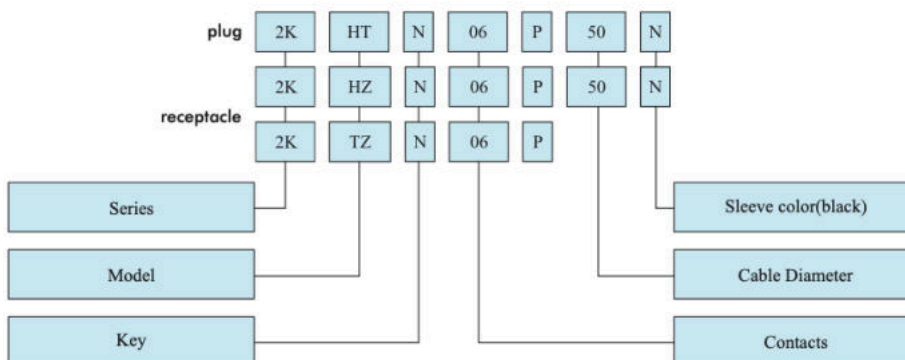 plug 2K HT N 06 P 50 N
2K HZ N 06 P 50 N
receptacle
2K TZ N 06 P
Series Sleeve color(black)
Model Cable Diameter
Key Contacts